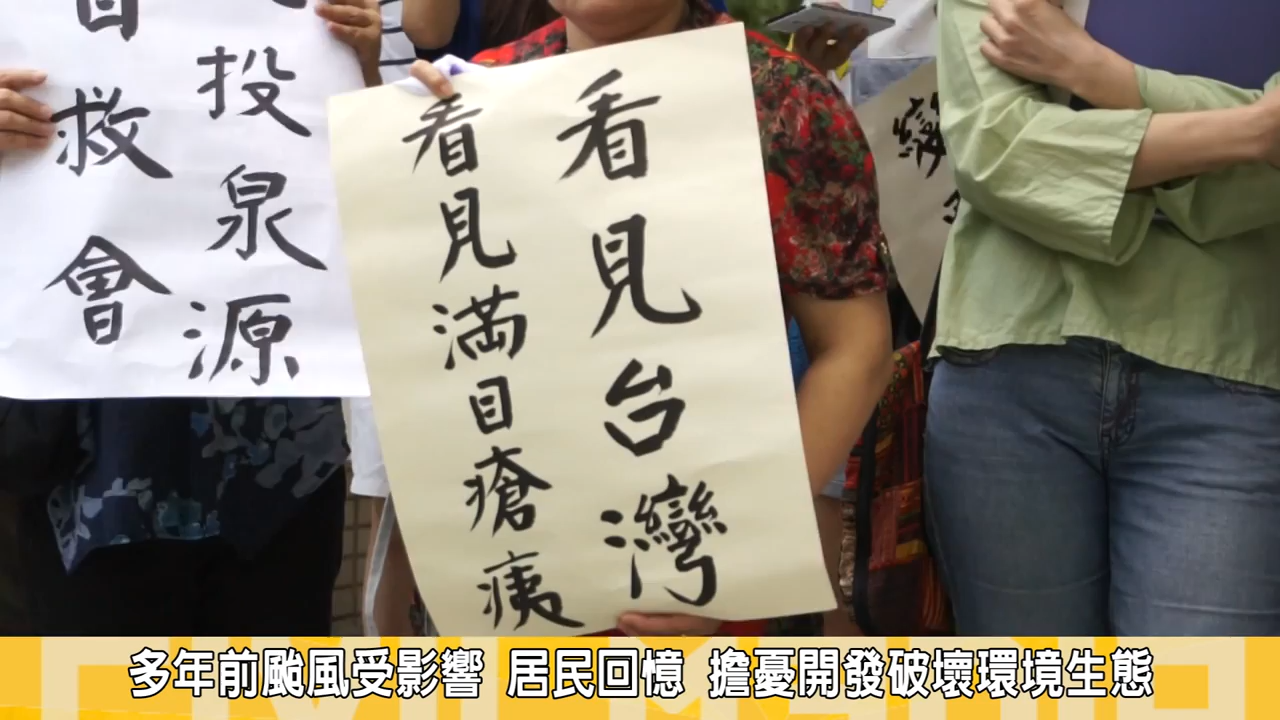 看見台灣
看見満目瘡痍
投泉源
救會
多年前颱風受影響 居民回憶 擔憂開發破壞環境生態